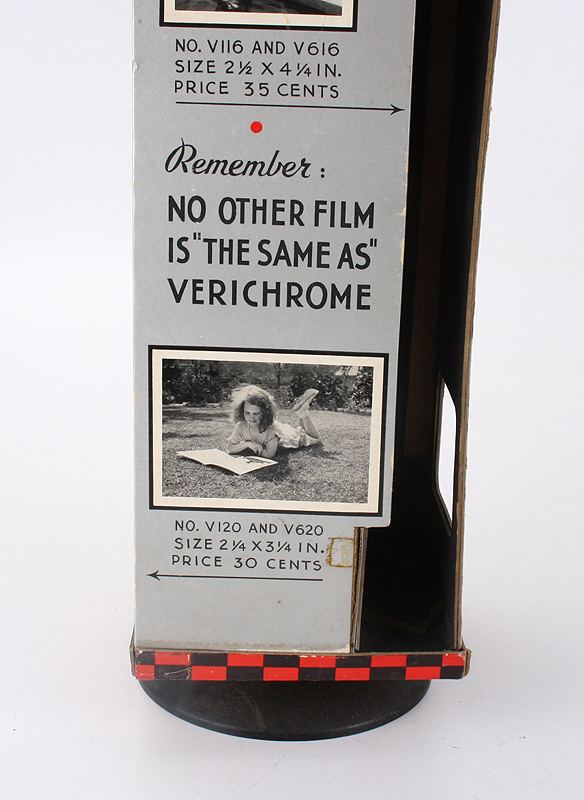 NO. V116 AND V616
SIZE 2½ X 4¼ IN.
PRICE 35 CENTS
Remember:
NO OTHER FILM
IS "THE SAME AS"
VERICHROME
NO. V120 AND V620
SIZE 2¼ X 3¼ IN.
PRICE 30 CENTS